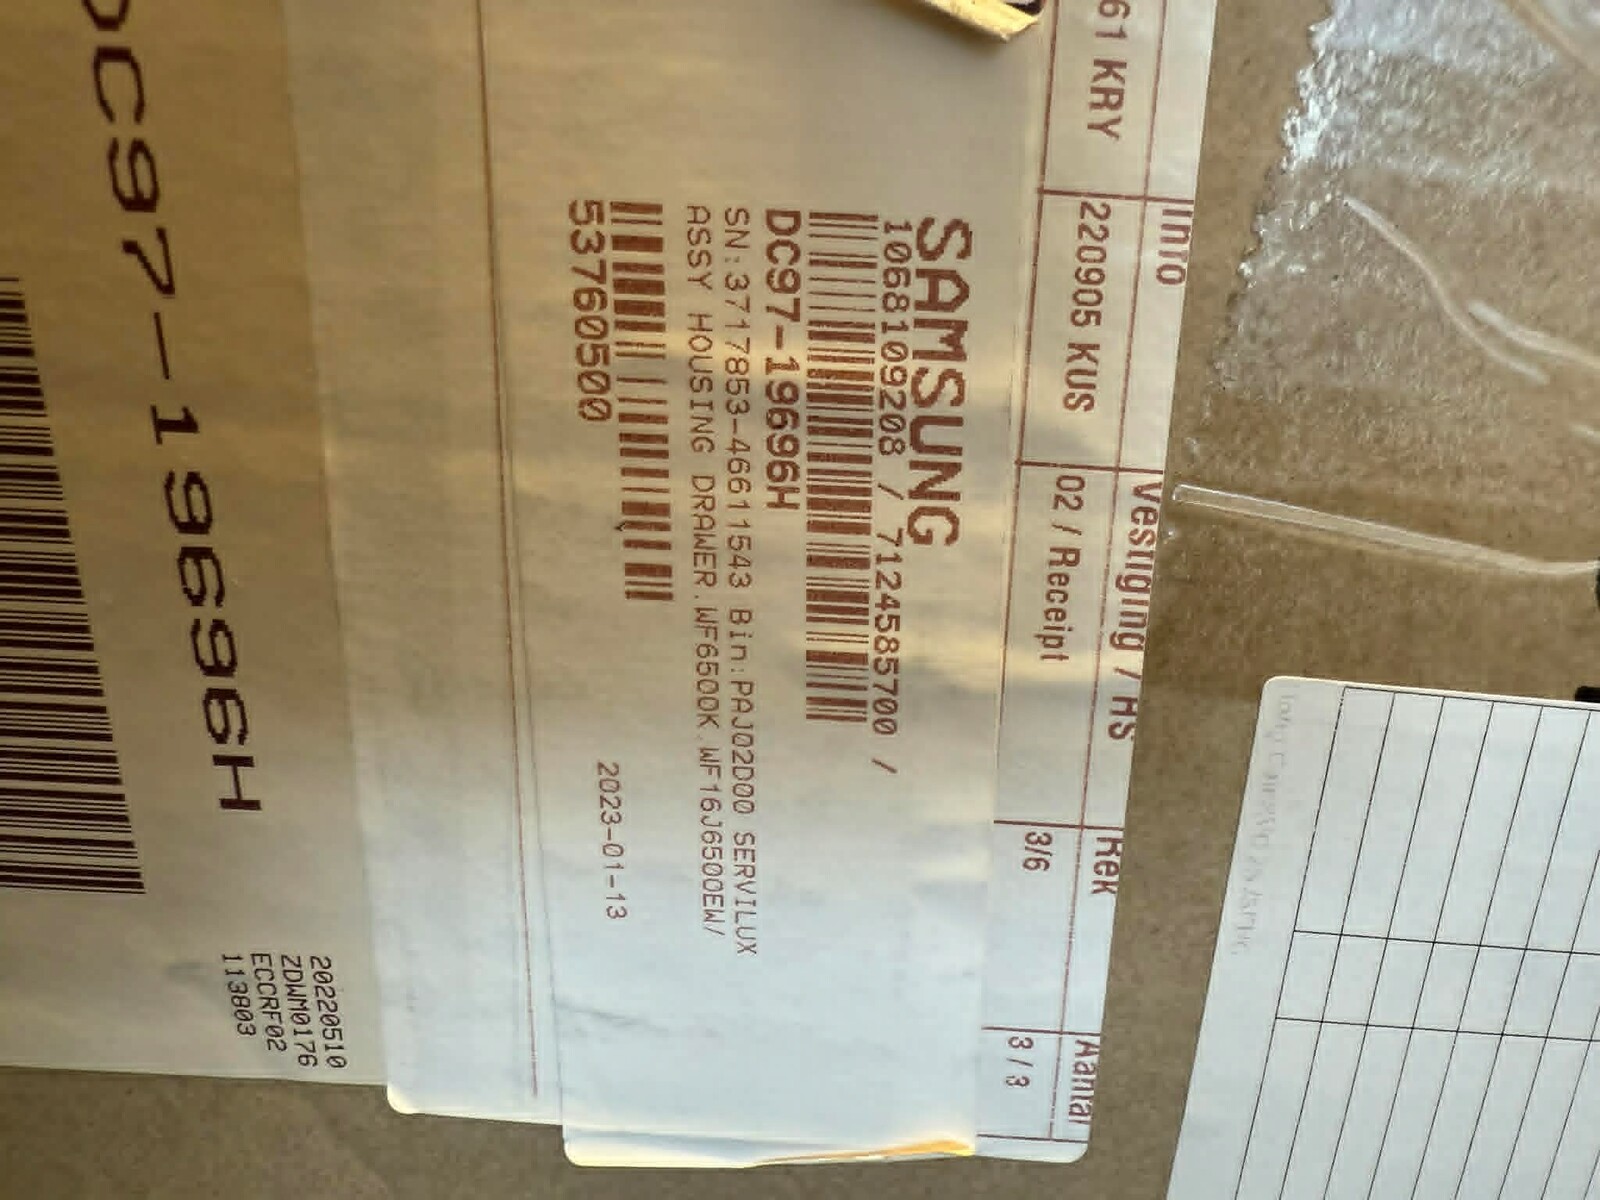 Info
Vestiging / HS
Rek
Aantal
61 KRY
220905 KUS
02 / Receipt
3/6
3 / 3
SAMSUNG
1068109208 / 7124585700 /
DC97-19696H
SN:3717853-46611543 Bin:PAJ02D00 SERVILUX
ASSY HOUSING DRAWER.WF6500K.WF16J6500EW/
53760500
2023-01-13
DC97-19696H
20220510
ZDWM0176
ECCRF02
113803